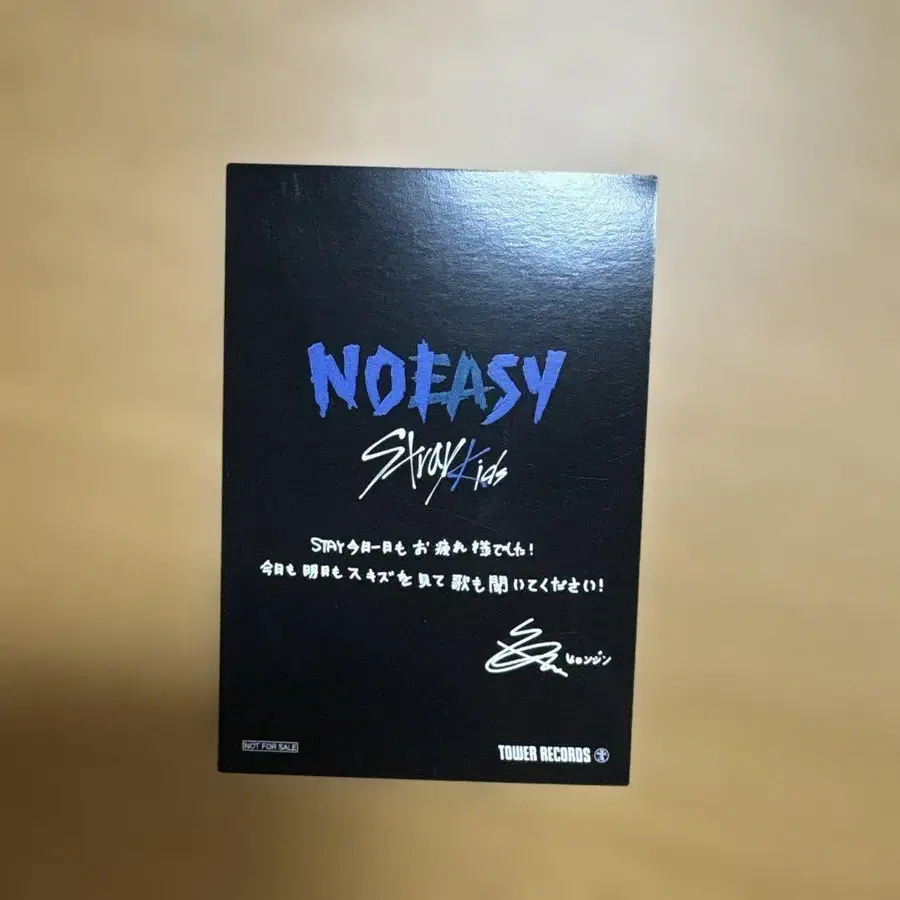 NOEASY
Stray Kids
STAY今日一日もお疲れ様でした!
今日も明日もスキズを見て歌も聞いてください!
ヒョンジン
NOT FOR SALE
TOWER RECORDS